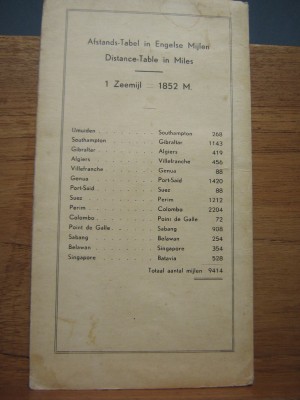 Afstands-Tabel in Engelse Mijlen
Distance-Table in Miles
1 Zeemijl = 1852 M.
IJmuiden . . . . Southampton 268
Southampton . . . . Gibraltar 1143
Gibraltar . . . . Algiers 419
Algiers . . . . Villefranche 456
Villefranche . . . . Genua 88
Genua . . . . Port-Saïd 1420
Port-Saïd . . . . Suez 88
Suez . . . . Perim 1212
Perim . . . . Colombo 2204
Colombo . . . . Point de Galle 72
Point de Galle . . . . Sabang 908
Sabang . . . . Belawan 254
Belawan . . . . Singapore 354
Singapore . . . . Batavia 528
Totaal aantal mijlen 9414